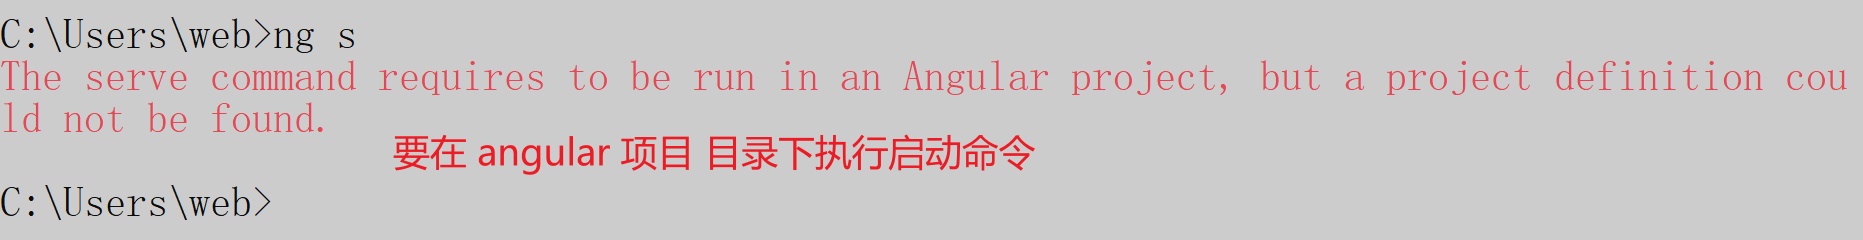 C:\Users\web>ng s
The serve command requires to be run in an Angular project, but a project definition cou
ld not be found.
要在 angular 项目 目录下执行启动命令
C:\Users\web>